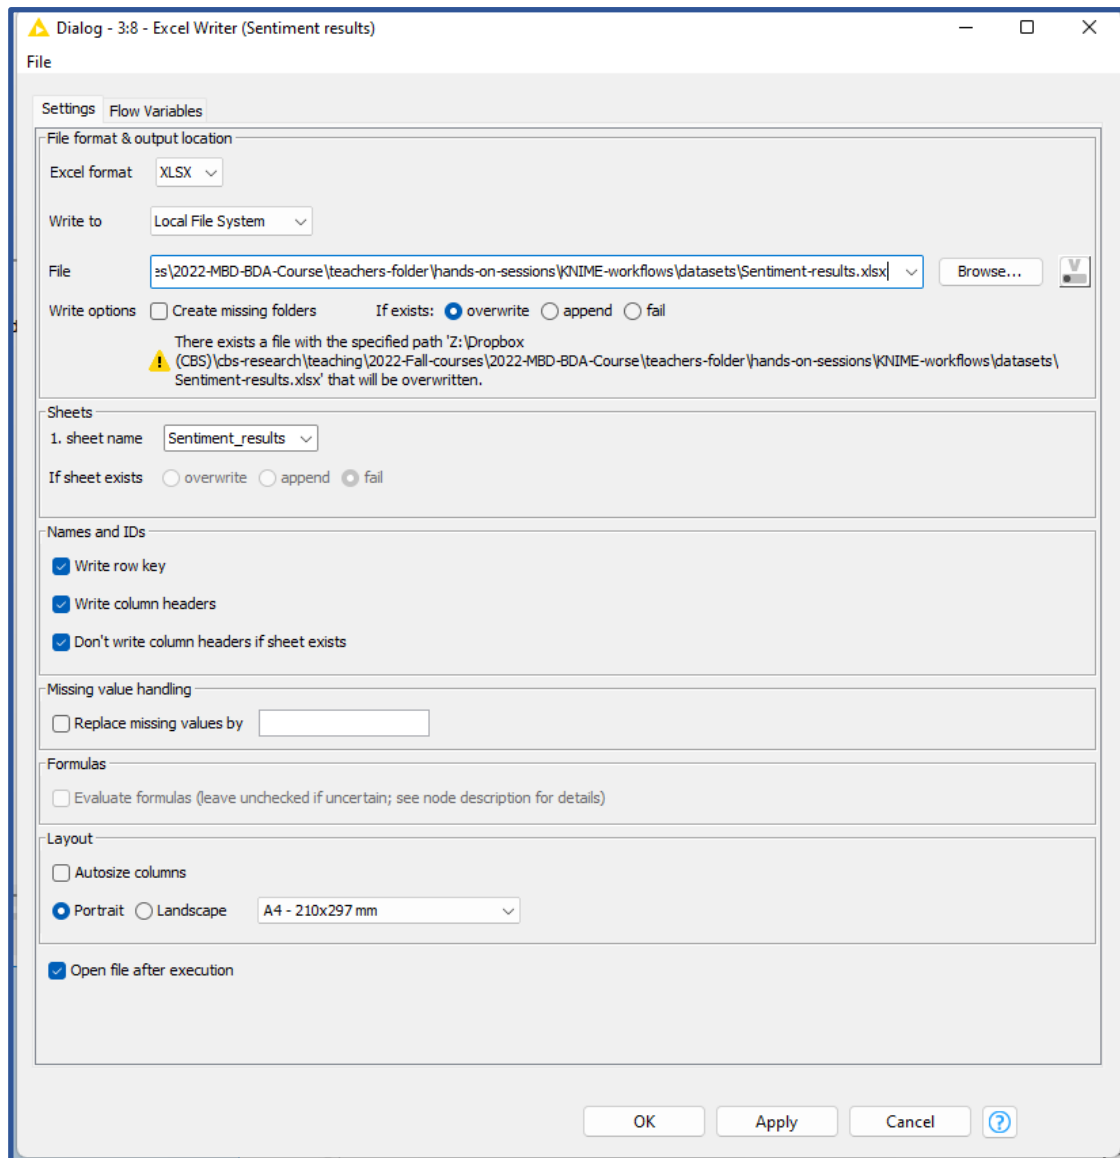 Dialog - 3:8 - Excel Writer (Sentiment results)
File
Settings Flow Variables
File format & output location
Excel format XLSX
Write to Local File System
File es\2022-MBD-BDA-Course\teachers-folder\hands-on-sessions\KNIME-workflows\datasets\Sentiment-results.xlsx Browse... V
Write options Create missing folders If exists: overwrite append fail
There exists a file with the specified path 'Z:\Dropbox
(CBS)\cbs-research\teaching\2022-Fall-courses\2022-MBD-BDA-Course\teachers-folder\hands-on-sessions\KNIME-workflows\datasets\
Sentiment-results.xlsx' that will be overwritten.
Sheets
1. sheet name Sentiment_results
If sheet exists overwrite append fail
Names and IDs
Write row key
Write column headers
Don't write column headers if sheet exists
Missing value handling
Replace missing values by
Formulas
Evaluate formulas (leave unchecked if uncertain; see node description for details)
Layout
Autosize columns
Portrait Landscape A4 - 210x297 mm
Open file after execution
OK Apply Cancel ?